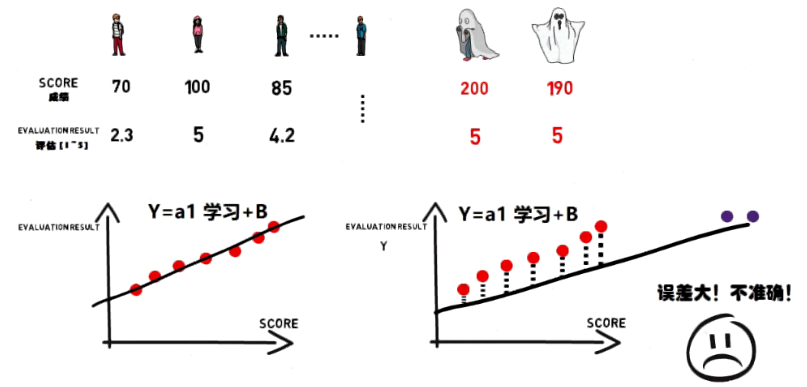 SCORE 70 100 85 200 190
成绩
EVALUATION RESULT 2.3 5 4.2 5 5
评估 [1~5]
Y=a1 学习+B
EVALUATION RESULT
SCORE
Y=a1 学习+B
EVALUATION RESULT
Y
SCORE
误差大！不准确！